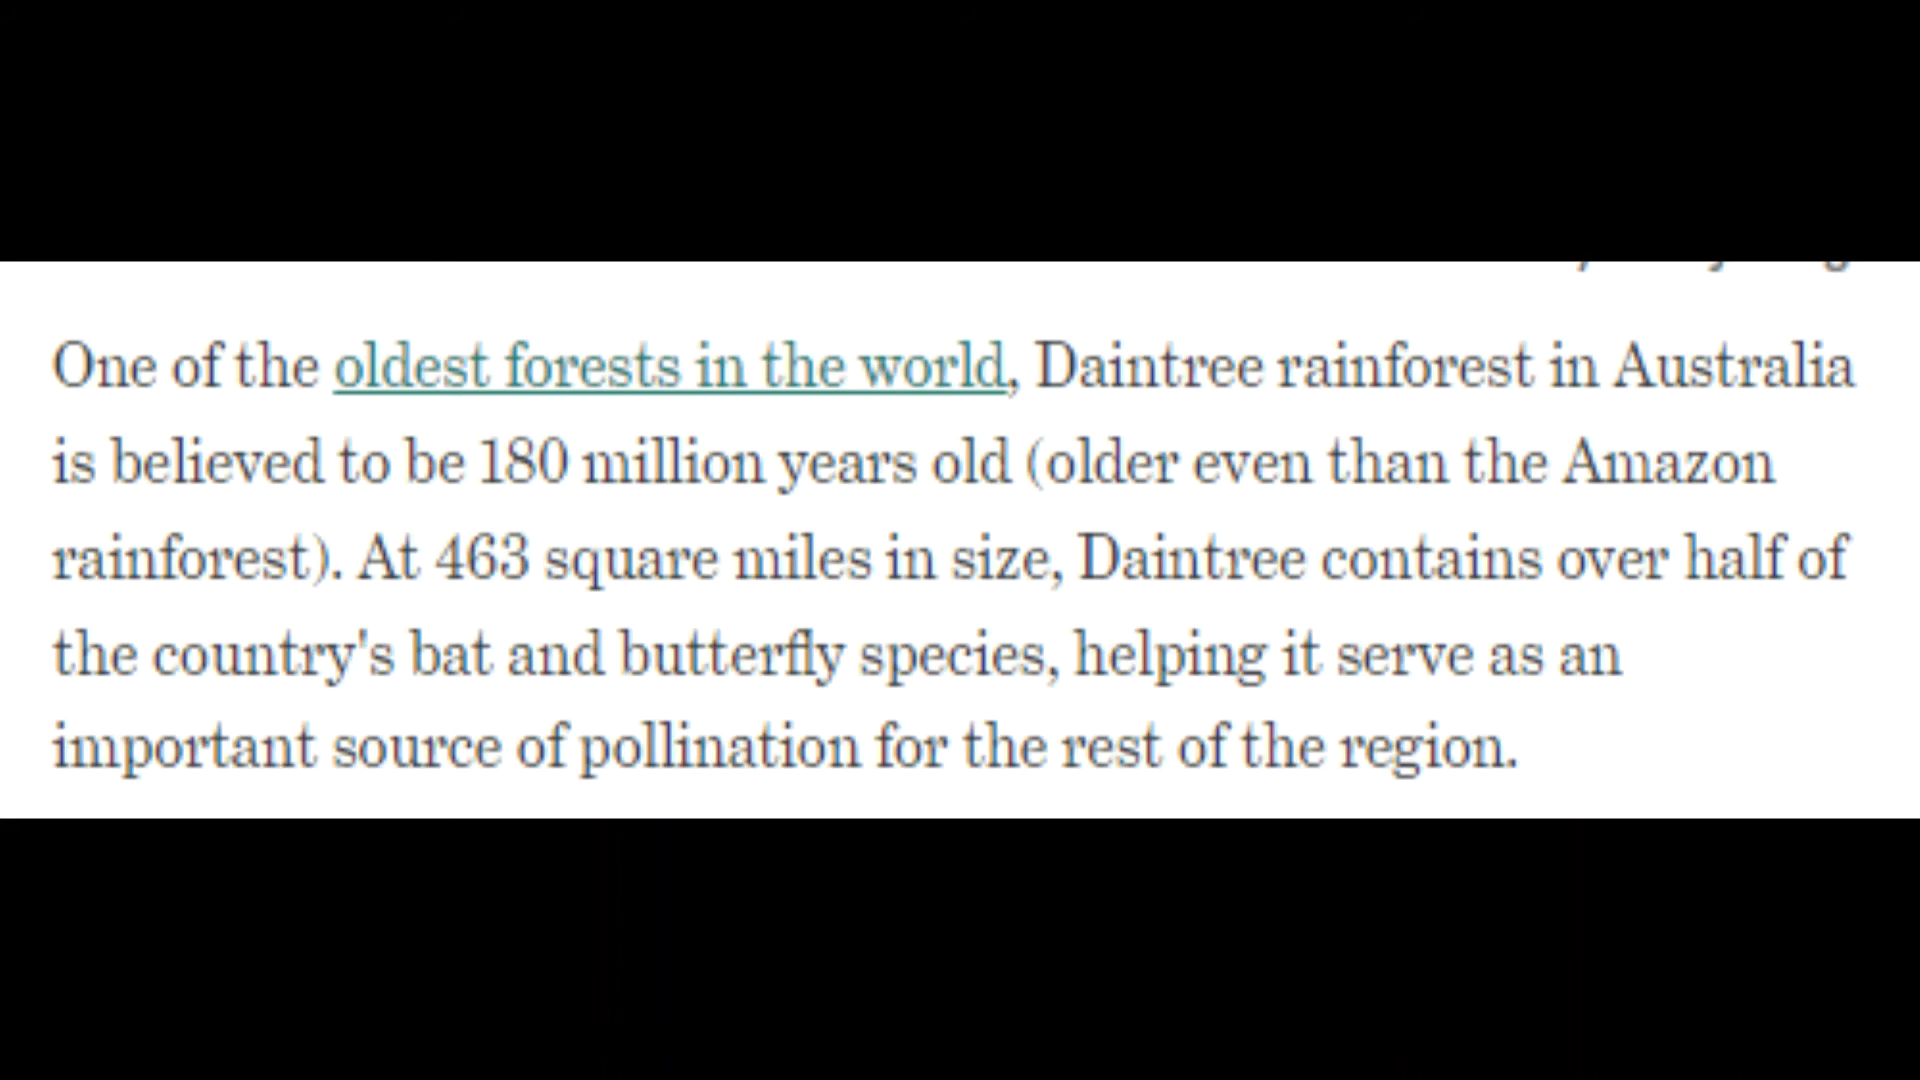 One of the oldest forests in the world, Daintree rainforest in Australia
is believed to be 180 million years old (older even than the Amazon
rainforest). At 463 square miles in size, Daintree contains over half of
the country's bat and butterfly species, helping it serve as an
important source of pollination for the rest of the region.